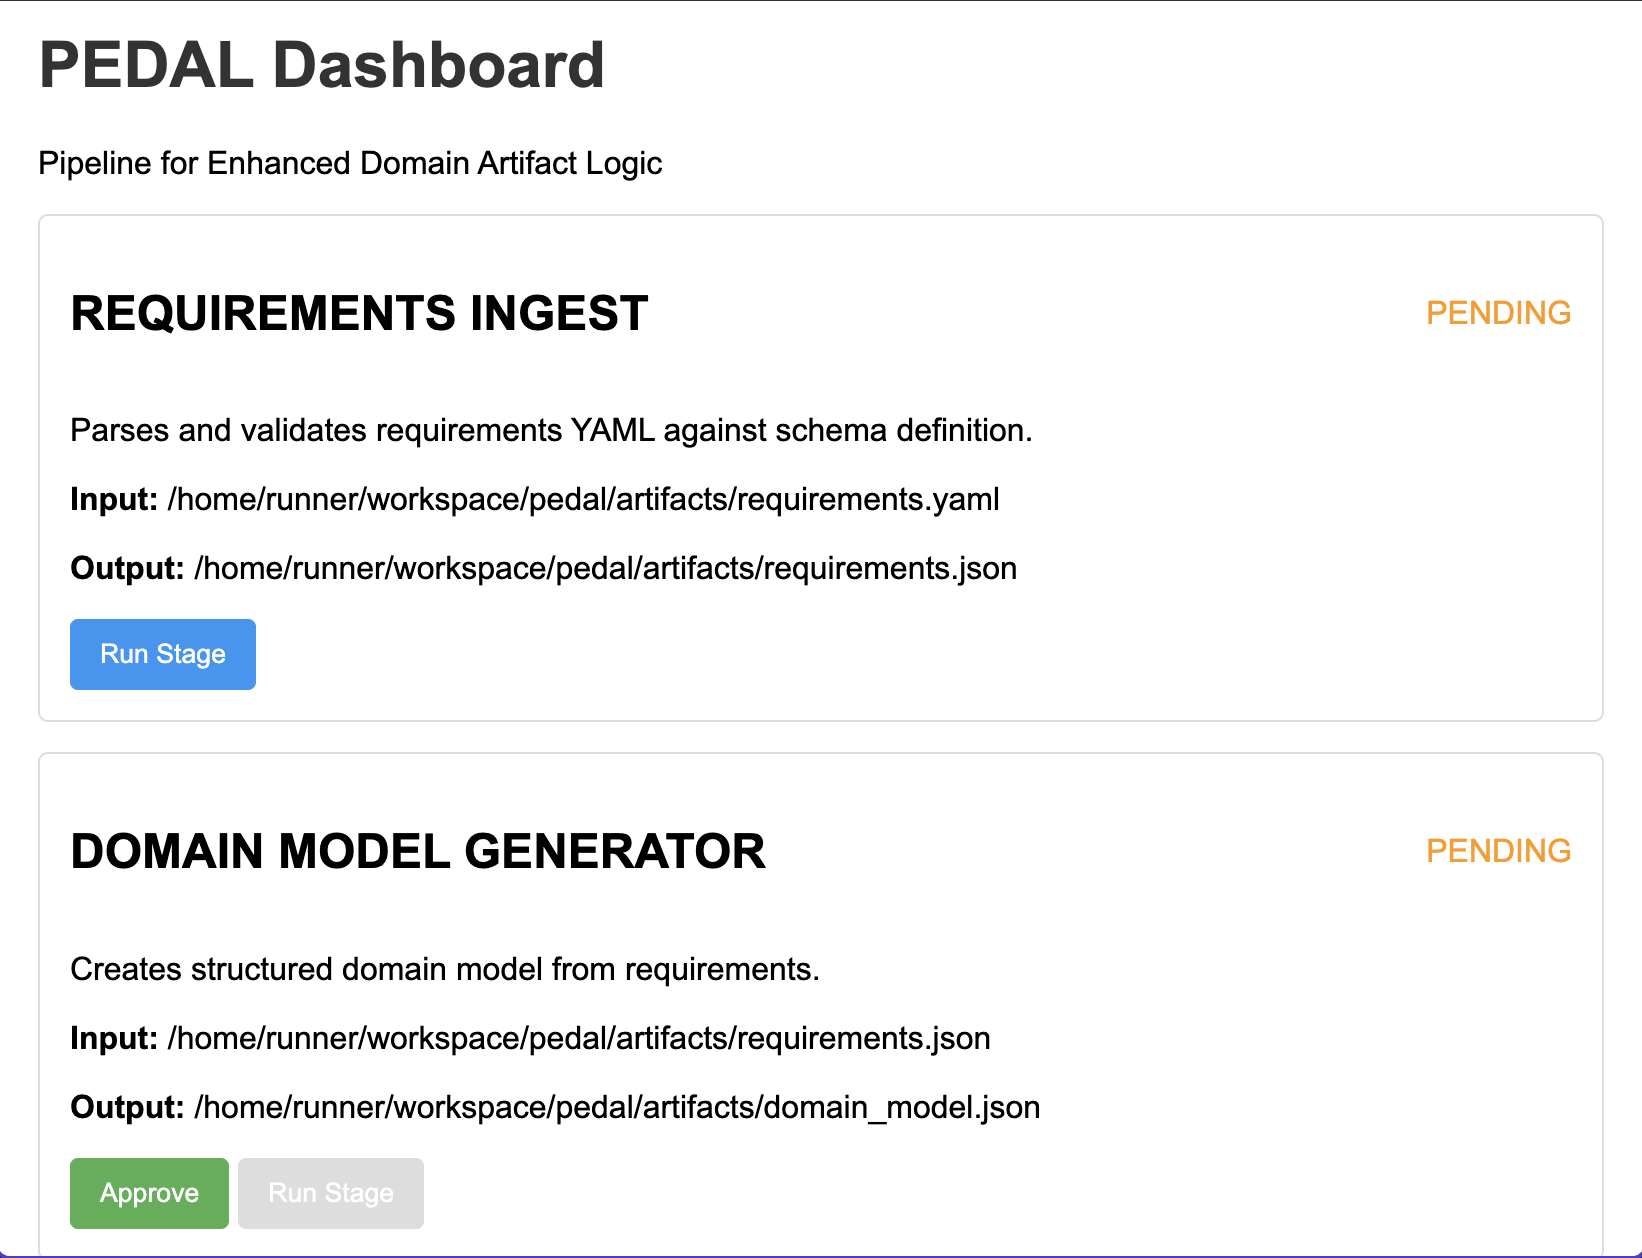 PEDAL Dashboard
Pipeline for Enhanced Domain Artifact Logic
REQUIREMENTS INGEST
PENDING
Parses and validates requirements YAML against schema definition.
Input: /home/runner/workspace/pedal/artifacts/requirements.yaml
Output: /home/runner/workspace/pedal/artifacts/requirements.json
Run Stage
DOMAIN MODEL GENERATOR
PENDING
Creates structured domain model from requirements.
Input: /home/runner/workspace/pedal/artifacts/requirements.json
Output: /home/runner/workspace/pedal/artifacts/domain_model.json
Approve
Run Stage